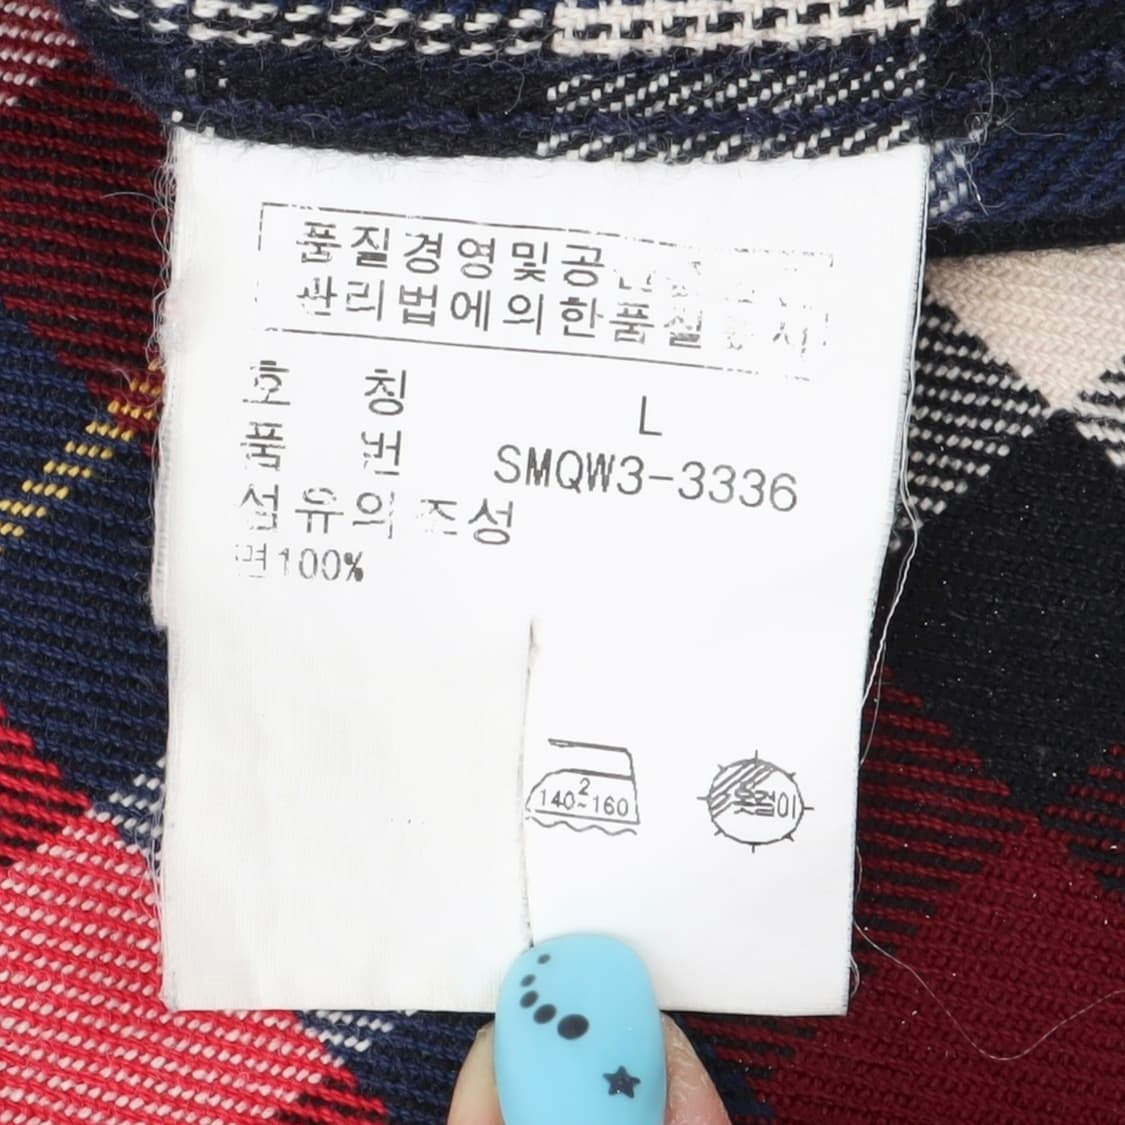 품질경영및공
관리법에의한품질
호 칭 L
품 번 SMQW3-3336
섬유의 조성
면100%
2
140~160
옷걸이